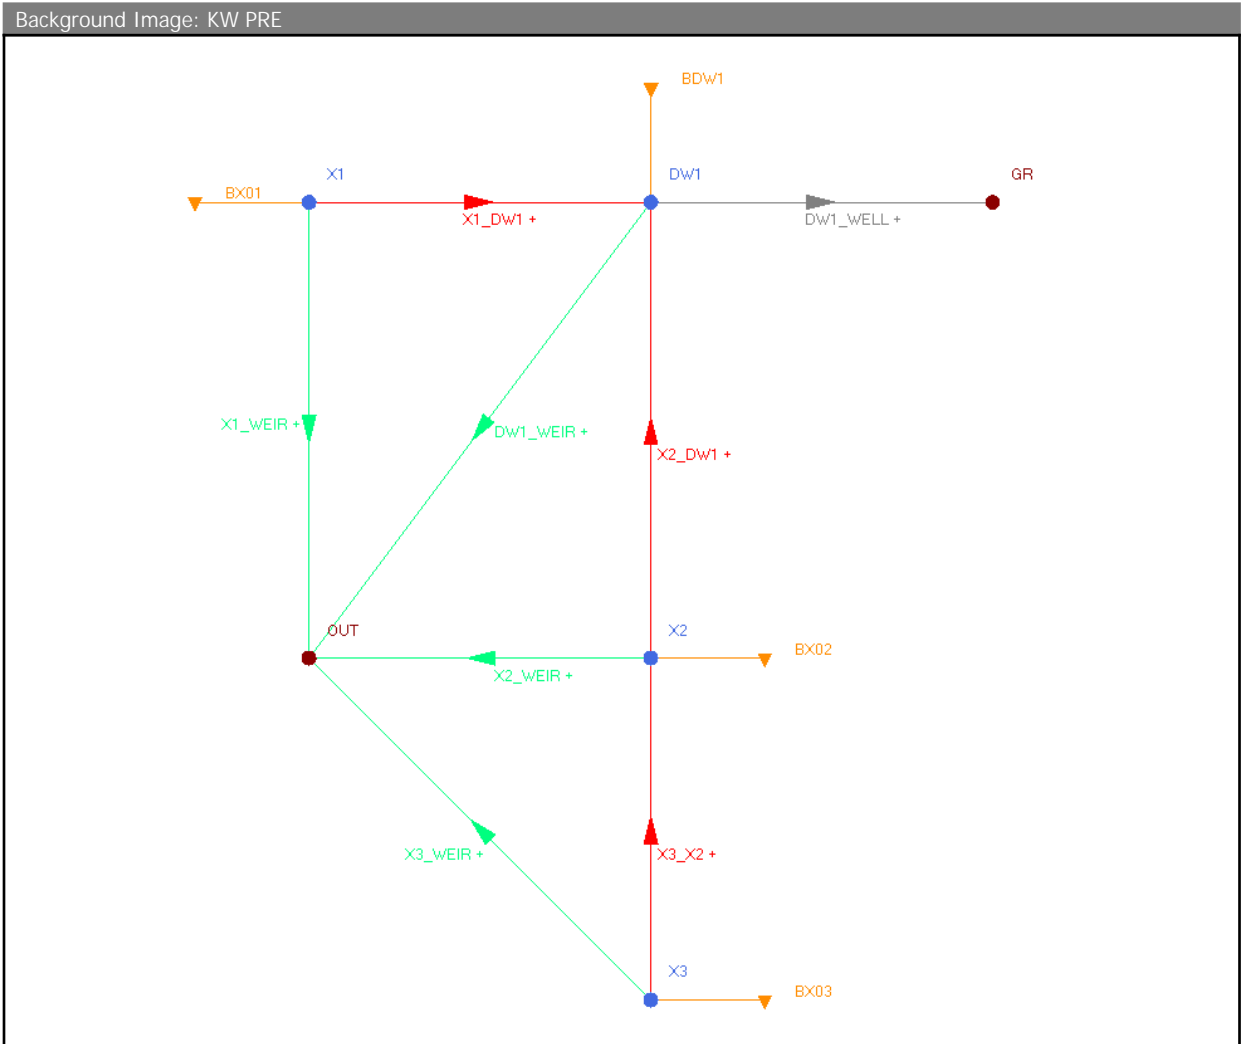 Background Image: KW PRE
BDW1
X1
DW1
GR
BX01
X1_DW1 +
DW1_WELL +
X1_WEIR +
DW1_WEIR +
X2_DW1 +
OUT
X2
BX02
X2_WEIR +
X3_WEIR +
X3_X2 +
X3
BX03